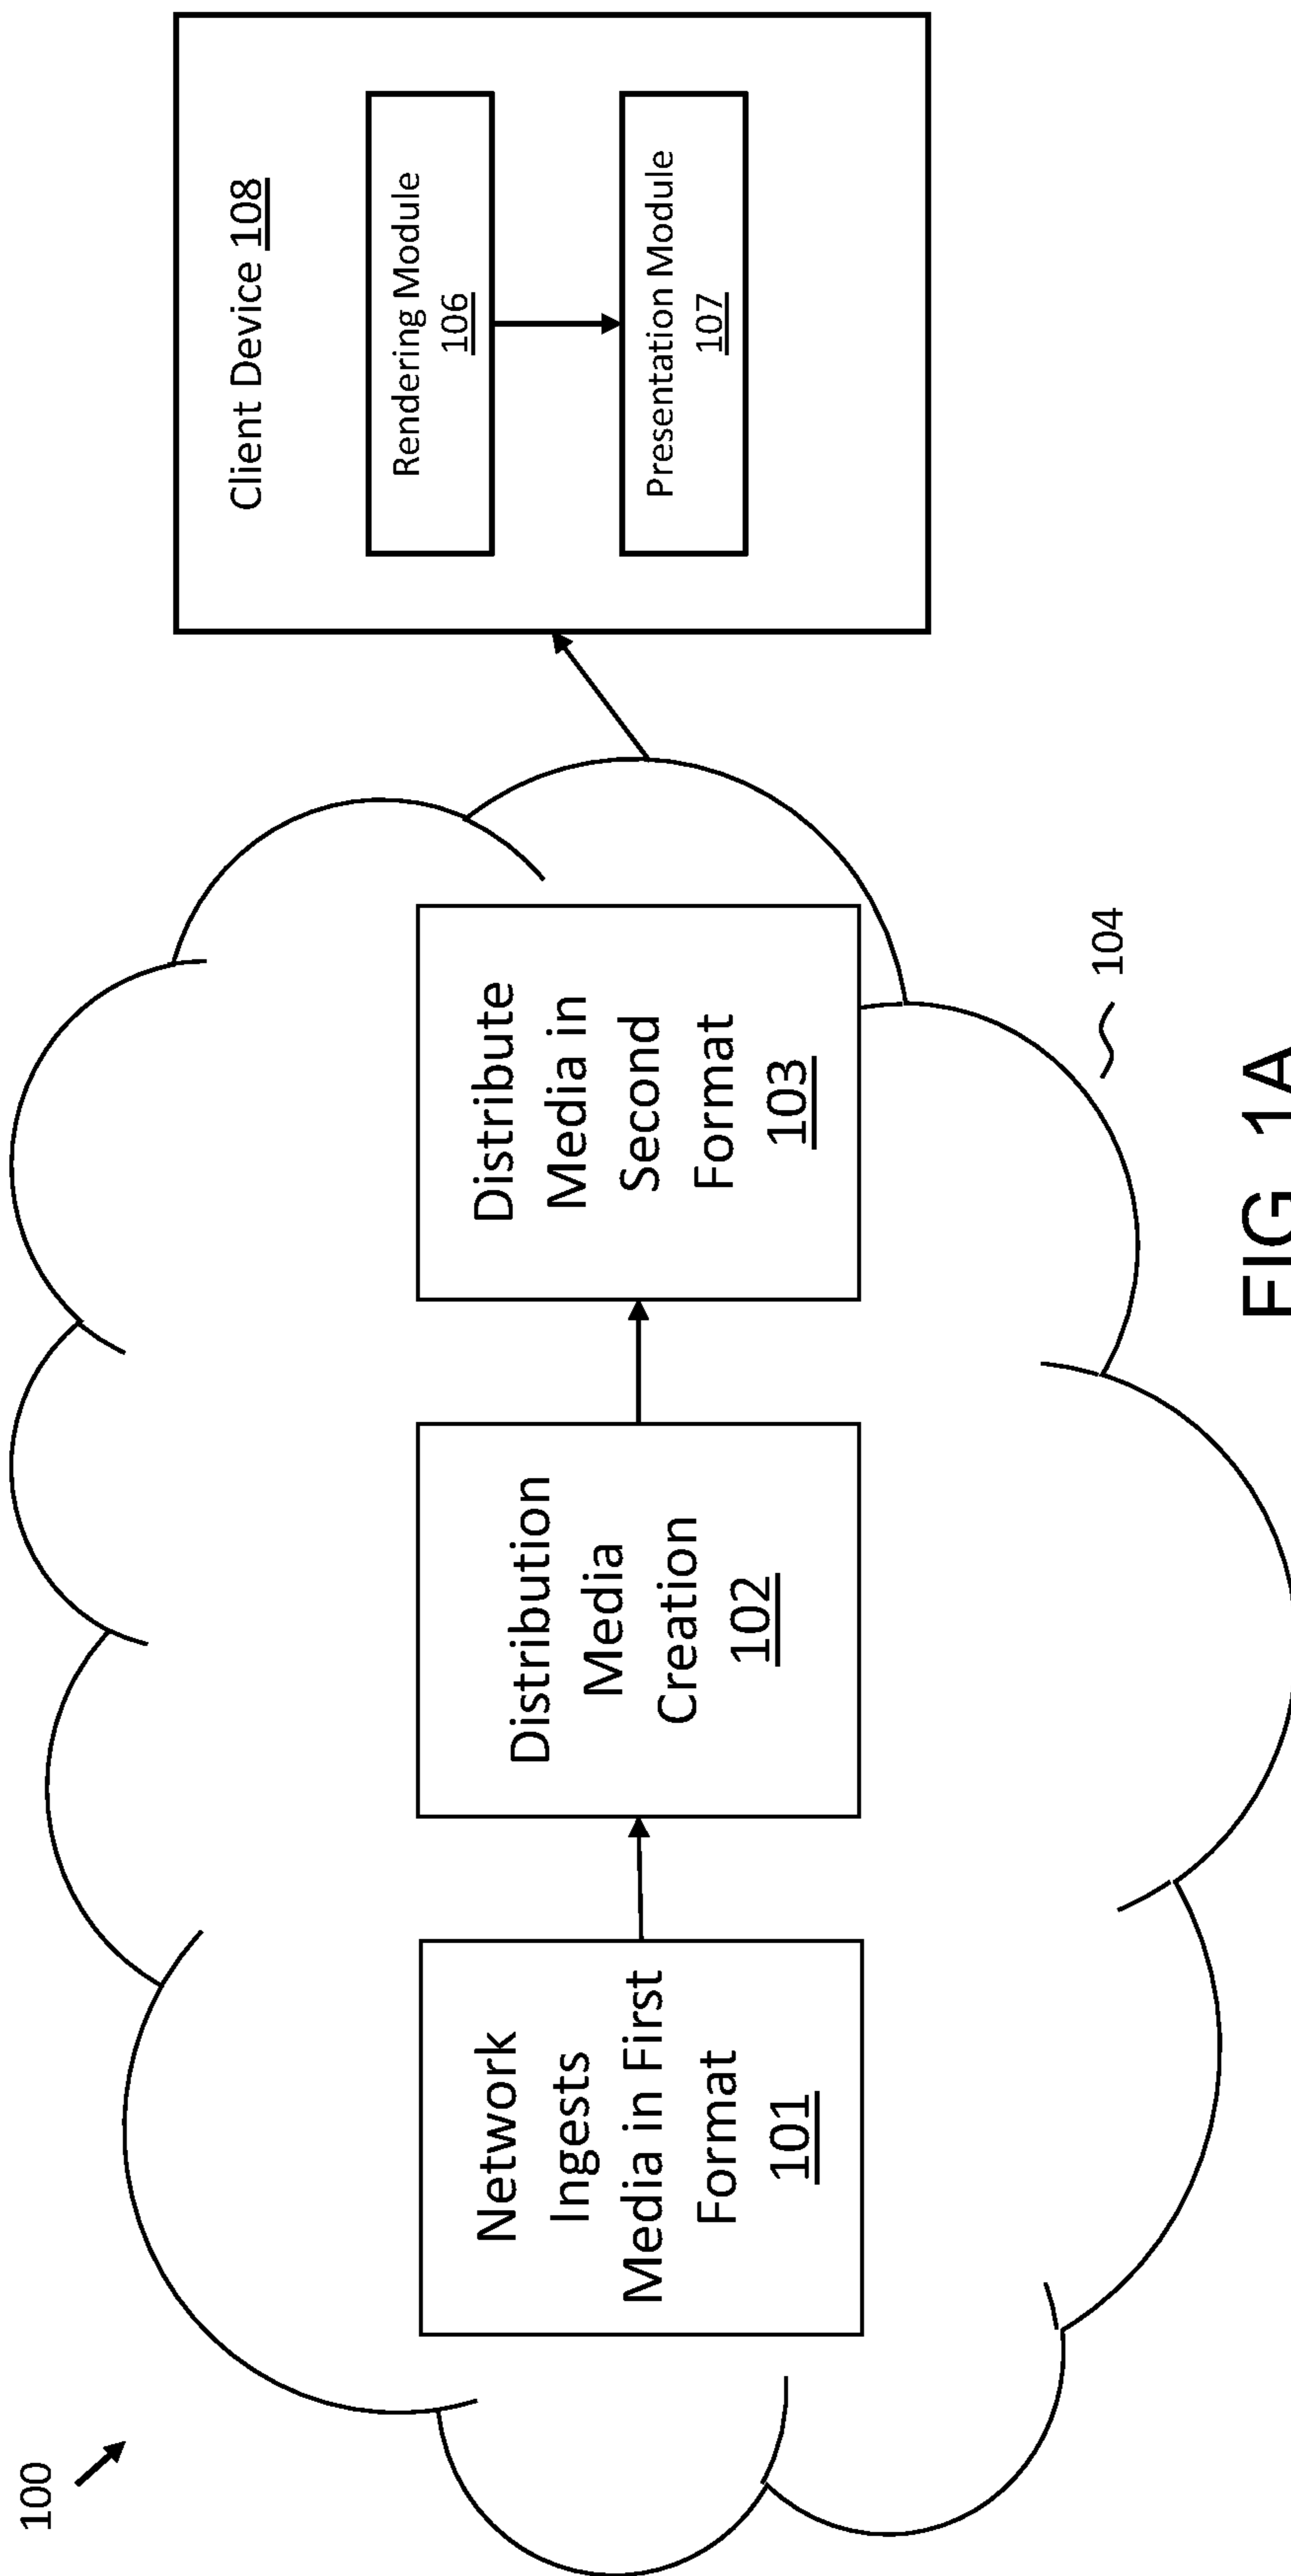 100
Network
Ingests
Media in First
Format
101
Distribution
Media
Creation
102
Distribute
Media in
Second
Format
103
104
Client Device 108
Rendering Module
106
Presentation Module
107
FIG. 1A